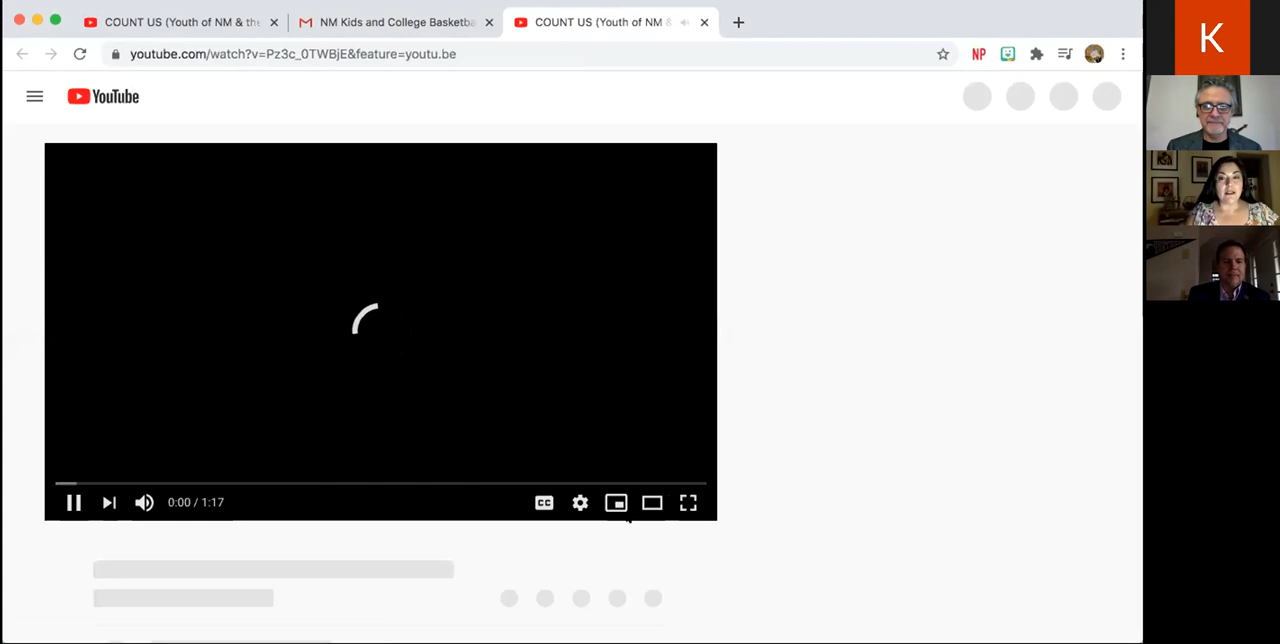 COUNT US (Youth of NM & the
NM Kids and College Basketba
COUNT US (Youth of NM &
youtube.com/watch?v=Pz3c_0TWBjE&feature=youtu.be
NP
YouTube
K
CC
0:00 / 1:17